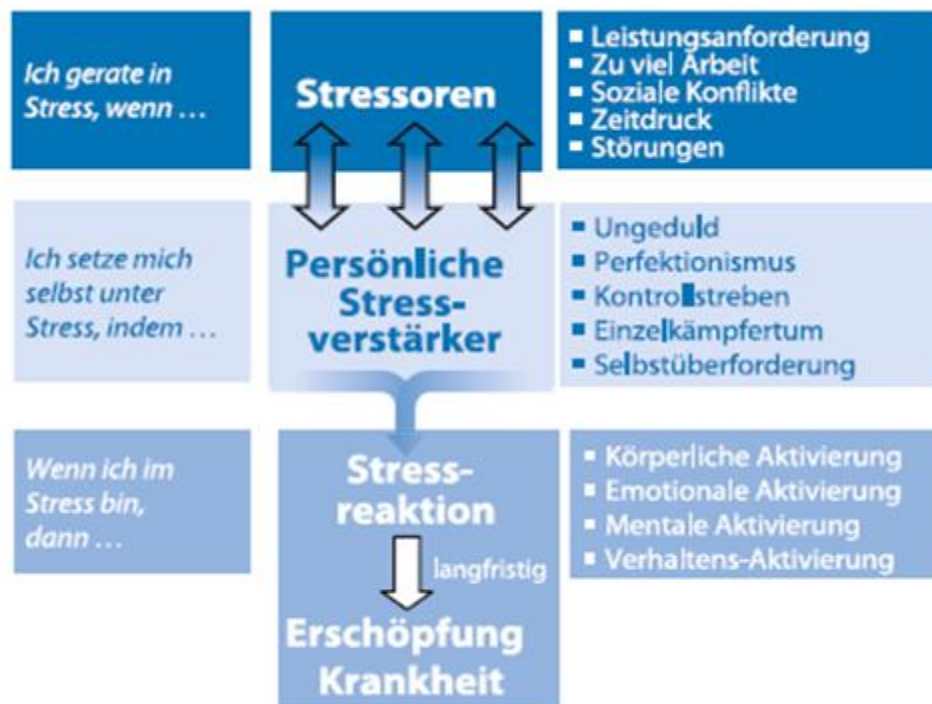 Ich gerate in
Stress, wenn …
Stressoren
▪ Leistungsanforderung
▪ Zu viel Arbeit
▪ Soziale Konflikte
▪ Zeitdruck
▪ Störungen
Ich setze mich
selbst unter
Stress, indem …
Persönliche
Stress-
verstärker
▪ Ungeduld
▪ Perfektionismus
▪ Kontrollstreben
▪ Einzelkämpfertum
▪ Selbstüberforderung
Wenn ich im
Stress bin,
dann …
Stress-
reaktion
langfristig
Erschöpfung
Krankheit
▪ Körperliche Aktivierung
▪ Emotionale Aktivierung
▪ Mentale Aktivierung
▪ Verhaltens-Aktivierung